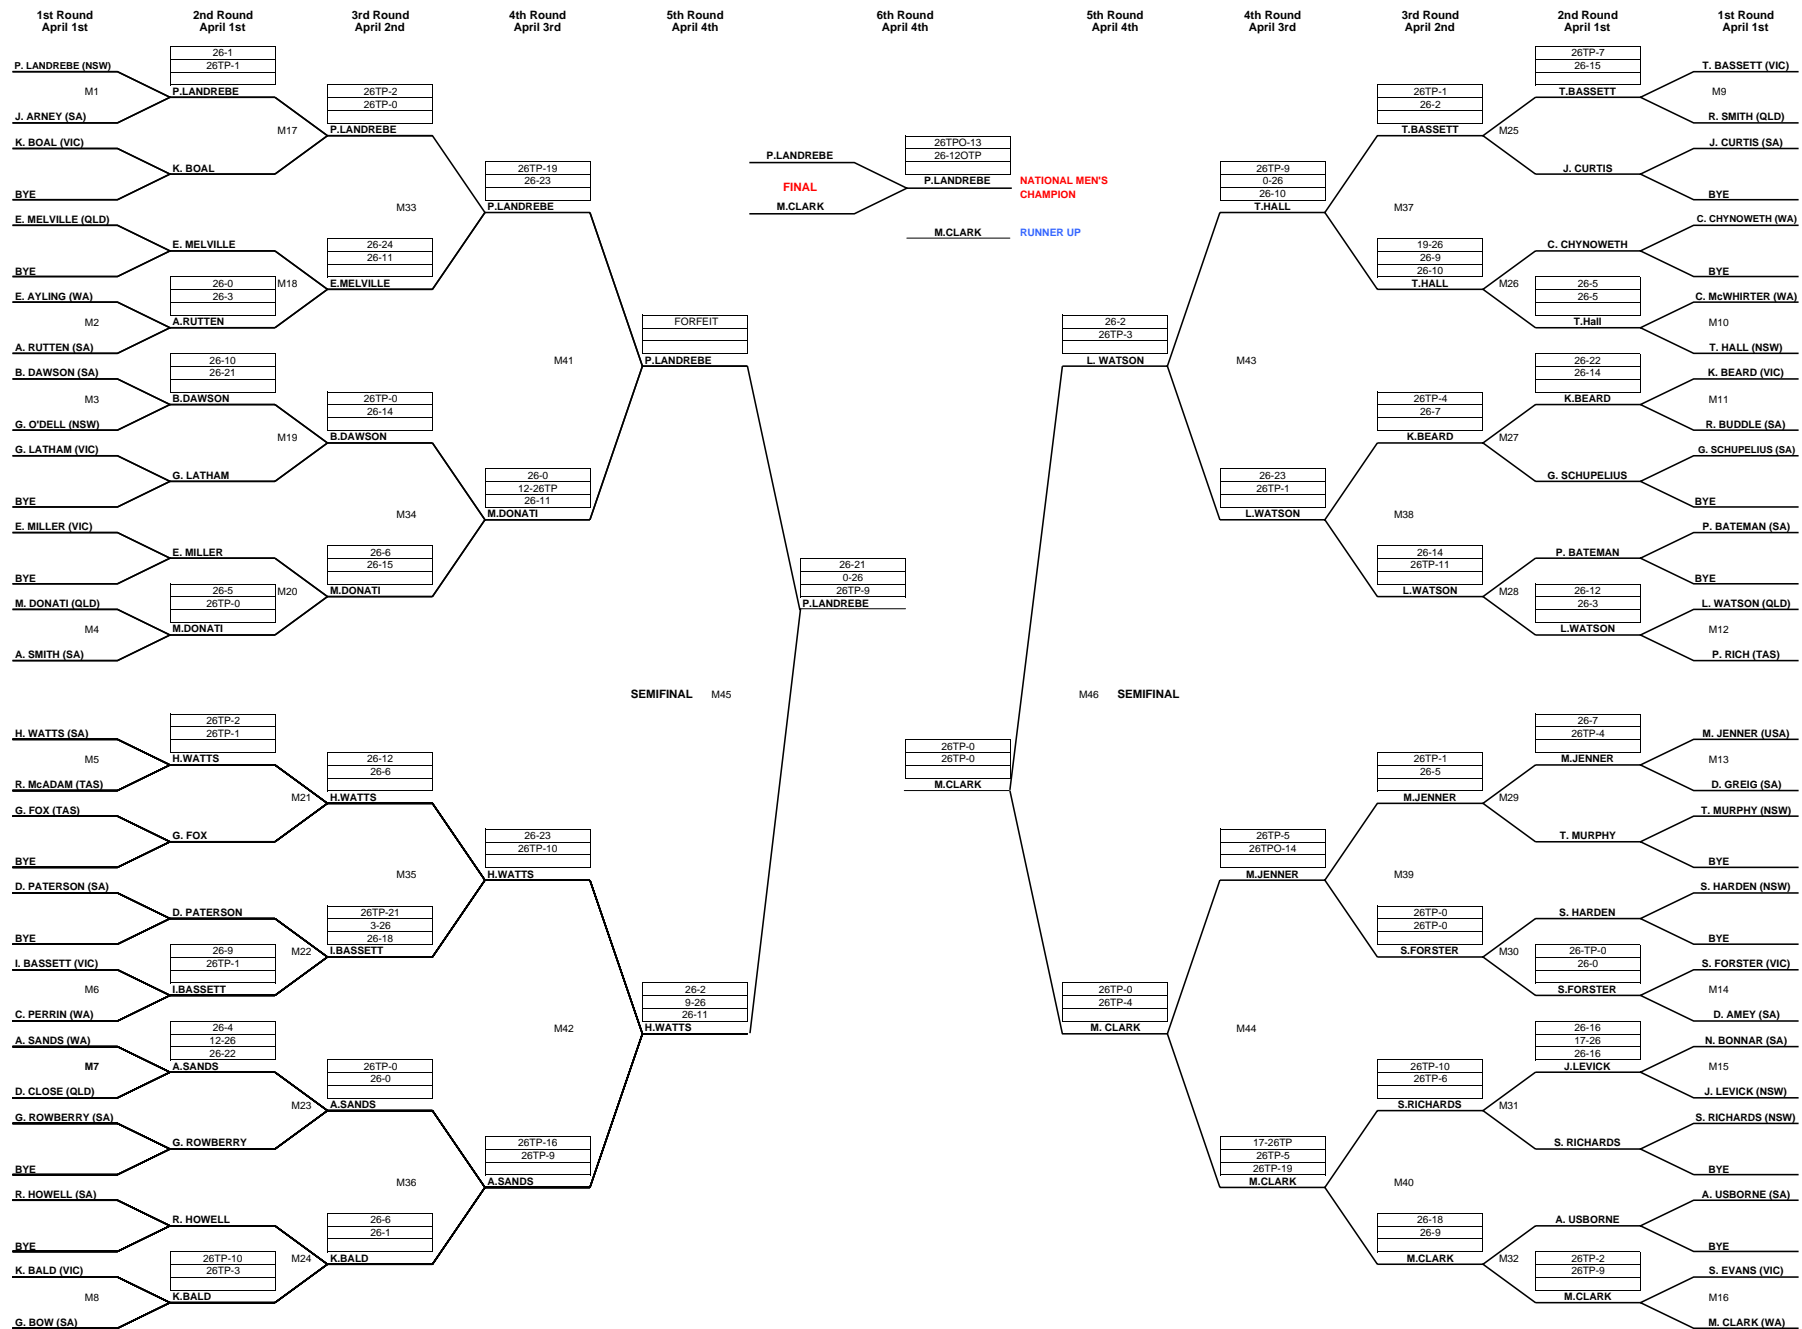 1st Round 2nd Round 3rd Round 4th Round 5th Round 6th Round 5th Round 4th Round 3rd Round 2nd Round 1st Round
April 1st April 1st April 2nd April 3rd April 4th April 4th April 4th April 3rd April 2nd April 1st April 1st
26-1 26TP-7
P. LANDREBE (NSW) 26TP-1 26-15 T. BASSETT (VIC)
M1 P.LANDREBE 26TP-2 26TP-1 T.BASSETT M9
26TP-0 26-2
J. ARNEY (SA) R. SMITH (QLD)
M17 P.LANDREBE T.BASSETT M25
K. BOAL (VIC) 26TPO-13 J. CURTIS (SA)
P.LANDREBE 26-12OTP
K. BOAL 26TP-19 26TP-9 J. CURTIS
FINAL P.LANDREBE NATIONAL MEN'S 0-26
26-23 CHAMPION 26-10
BYE BYE
M33 P.LANDREBE M.CLARK T.HALL M37
E. MELVILLE (QLD) C. CHYNOWETH (WA)
M.CLARK RUNNER UP
E. MELVILLE 26-24 19-26 C. CHYNOWETH
26-11 26-9
BYE 26-10 BYE
26-0 M18 E.MELVILLE T.HALL M26 26-5
E. AYLING (WA) 26-3 26-5 C. McWHIRTER (WA)
M2 A.RUTTEN FORFEIT 26-2 T.Hall M10
26TP-3
A. RUTTEN (SA) T. HALL (NSW)
26-10 M41 P.LANDREBE L. WATSON M43 26-22
B. DAWSON (SA) 26-21 26-14 K. BEARD (VIC)
M3 B.DAWSON 26TP-0 26TP-4 K.BEARD M11
26-14 26-7
G. O'DELL (NSW) R. BUDDLE (SA)
M19 B.DAWSON K.BEARD M27
G. LATHAM (VIC) G. SCHUPELIUS (SA)
G. LATHAM 26-0 26-23 G. SCHUPELIUS
12-26TP 26TP-1
BYE 26-11 BYE
M34 M.DONATI L.WATSON M38
E. MILLER (VIC) P. BATEMAN (SA)
E. MILLER 26-6 26-14 P. BATEMAN
26-15 26TP-11
26-21
BYE 0-26 BYE
26-5 M20 M.DONATI 26TP-9 L.WATSON M28 26-12
M. DONATI (QLD) 26TP-0 P.LANDREBE 26-3 L. WATSON (QLD)
M4 M.DONATI L.WATSON M12
A. SMITH (SA) P. RICH (TAS)
SEMIFINAL M45 M46 SEMIFINAL
26TP-2 26-7
H. WATTS (SA) 26TP-1 26TP-4 M. JENNER (USA)
26TP-0
26TP-0
M5 H.WATTS 26-12 26TP-1 M.JENNER M13
26-6 26-5
R. McADAM (TAS) M.CLARK D. GREIG (SA)
M21 H.WATTS M.JENNER M29
G. FOX (TAS) T. MURPHY (NSW)
G. FOX 26-23 26TP-5 T. MURPHY
26TP-10 26TPO-14
BYE BYE
M35 H.WATTS M.JENNER M39
D. PATERSON (SA) S. HARDEN (NSW)
D. PATERSON 26TP-21 26TP-0 S. HARDEN
3-26 26TP-0
BYE 26-18 BYE
26-9 M22 I.BASSETT S.FORSTER M30 26-TP-0
I. BASSETT (VIC) 26TP-1 26-0 S. FORSTER (VIC)
M6 I.BASSETT 26-2 26TP-0 S.FORSTER M14
9-26 26TP-4
C. PERRIN (WA) 26-11 D. AMEY (SA)
26-4 M42 H.WATTS M. CLARK M44 26-16
A. SANDS (WA) 12-26 17-26 N. BONNAR (SA)
26-22 26-16
M7 A.SANDS 26TP-0 26TP-10 J.LEVICK M15
26-0 26TP-6
D. CLOSE (QLD) J. LEVICK (NSW)
M23 A.SANDS S.RICHARDS M31
G. ROWBERRY (SA) S. RICHARDS (NSW)
G. ROWBERRY 26TP-16 17-26TP S. RICHARDS
26TP-9 26TP-5
BYE 26TP-19 BYE
M36 A.SANDS M.CLARK M40
R. HOWELL (SA) A. USBORNE (SA)
R. HOWELL 26-6 26-18 A. USBORNE
26-1 26-9
BYE BYE
26TP-10 M24 K.BALD M.CLARK M32 26TP-2
K. BALD (VIC) 26TP-3 26TP-9 S. EVANS (VIC)
M8 K.BALD M.CLARK M16
G. BOW (SA) M. CLARK (WA)